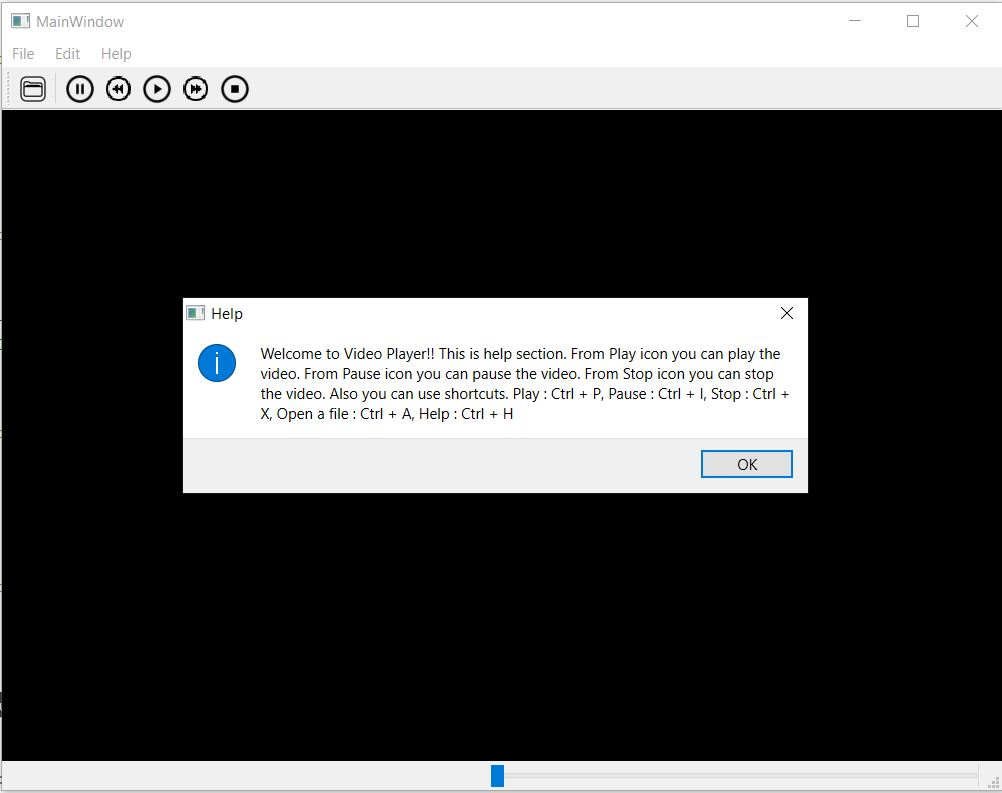 MainWindow
File Edit Help
Help
Welcome to Video Player!! This is help section. From Play icon you can play the
video. From Pause icon you can pause the video. From Stop icon you can stop
the video. Also you can use shortcuts. Play : Ctrl + P, Pause : Ctrl + I, Stop : Ctrl +
X, Open a file : Ctrl + A, Help : Ctrl + H
OK